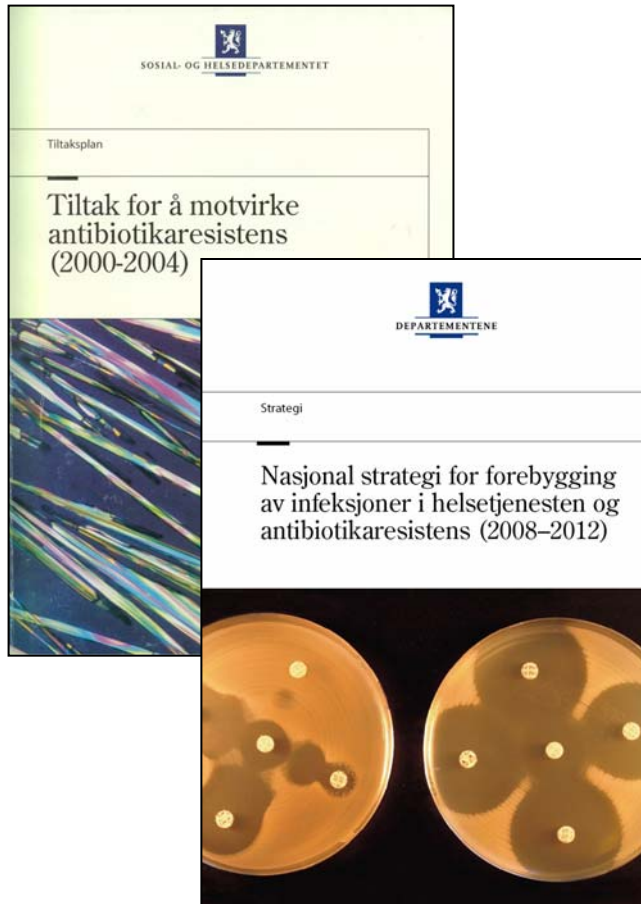 SOSIAL- OG HELSEDEPARTEMENTET
Tiltaksplan
Tiltak for å motvirke
antibiotikaresistens
(2000-2004)
DEPARTEMENTENE
Strategi
Nasjonal strategi for forebygging
av infeksjoner i helsetjenesten og
antibiotikaresistens (2008–2012)